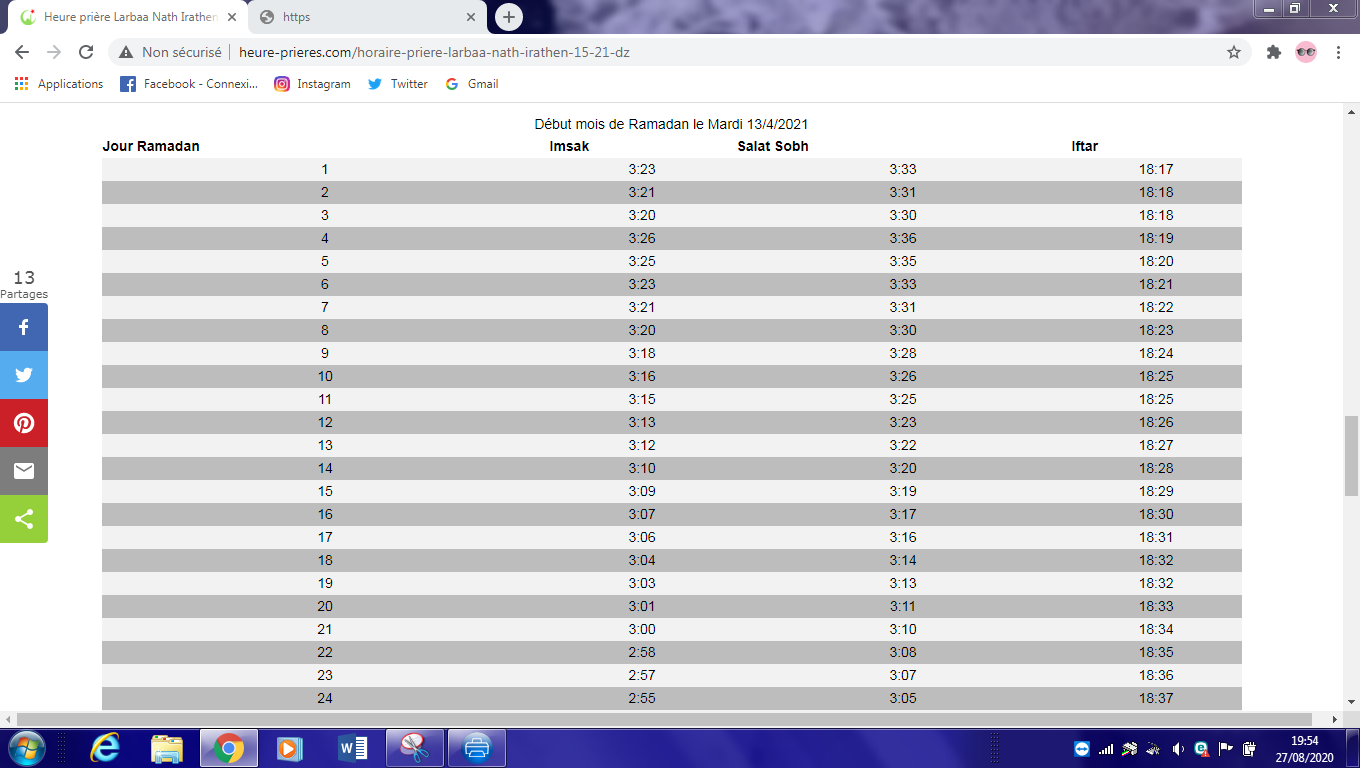 Heure prière Larbaa Nath Irathen
https
Non sécurisé
heure-prieres.com/horaire-priere-larbaa-nath-irathen-15-21-dz
Applications Facebook - Connexi... Instagram Twitter Gmail
Début mois de Ramadan le Mardi 13/4/2021
Jour Ramadan Imsak Salat Sobh Iftar
1 3:23 3:33 18:17
2 3:21 3:31 18:18
3 3:20 3:30 18:18
4 3:26 3:36 18:19
5 3:25 3:35 18:20
6 3:23 3:33 18:21
7 3:21 3:31 18:22
8 3:20 3:30 18:23
9 3:18 3:28 18:24
10 3:16 3:26 18:25
11 3:15 3:25 18:25
12 3:13 3:23 18:26
13 3:12 3:22 18:27
14 3:10 3:20 18:28
15 3:09 3:19 18:29
16 3:07 3:17 18:30
17 3:06 3:16 18:31
18 3:04 3:14 18:32
19 3:03 3:13 18:32
20 3:01 3:11 18:33
21 3:00 3:10 18:34
22 2:58 3:08 18:35
23 2:57 3:07 18:36
24 2:55 3:05 18:37
13
Partages
19:54
27/08/2020